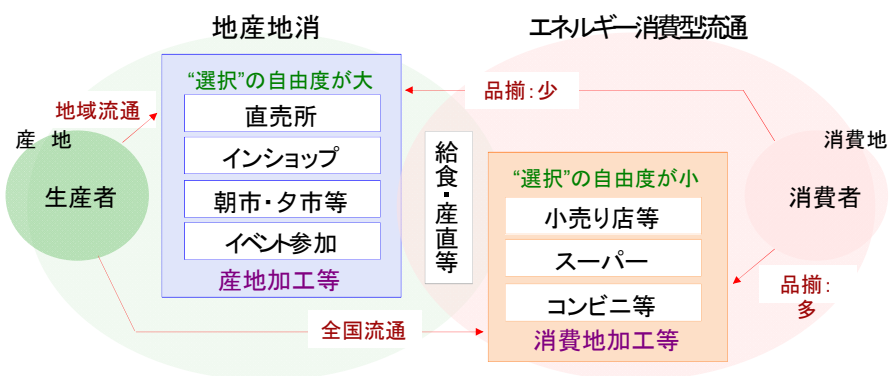 地産地消
エネルギー消費型流通
“選択”の自由度が大
直売所
インショップ
朝市・夕市等
イベント参加
産地加工等
地域流通
産地
生産者
全国流通
給食・産直等
品揃：少
“選択”の自由度が小
小売り店等
スーパー
コンビニ等
消費地加工等
消費地
消費者
品揃：
多